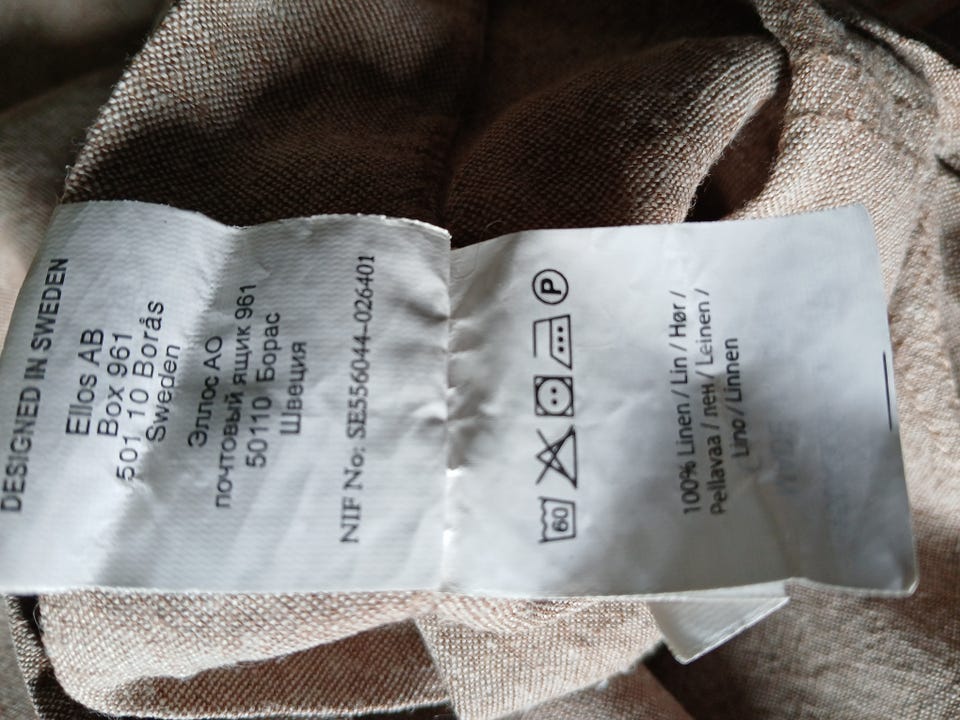 DESIGNED IN SWEDEN
Ellos AB
Box 961
501 10 Borås
Sweden
Эллос АО
почтовый ящик 961
50110 Борас
Швеция
NIF No: SE556044-026401
60
P
100% Linen / Lin / Hør /
Pellavaa / лен / Leinen /
Lino / Linnen